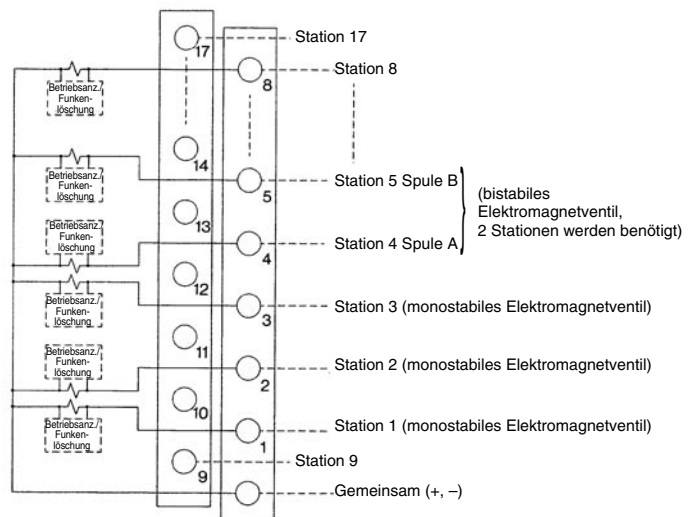 17
Station 17
8
Station 8
Betriebsanz./
Funken-
löschung
14
Betriebsanz./
Funken-
löschung
5
Station 5 Spule B
(bistabiles
Elektromagnetventil,
2 Stationen werden benötigt)
13
Betriebsanz./
Funken-
löschung
4
Station 4 Spule A
12
Betriebsanz./
Funken-
löschung
3
Station 3 (monostabiles Elektromagnetventil)
11
Betriebsanz./
Funken-
löschung
2
Station 2 (monostabiles Elektromagnetventil)
10
Betriebsanz./
Funken-
löschung
1
Station 1 (monostabiles Elektromagnetventil)
9
Station 9
Gemeinsam (+, –)